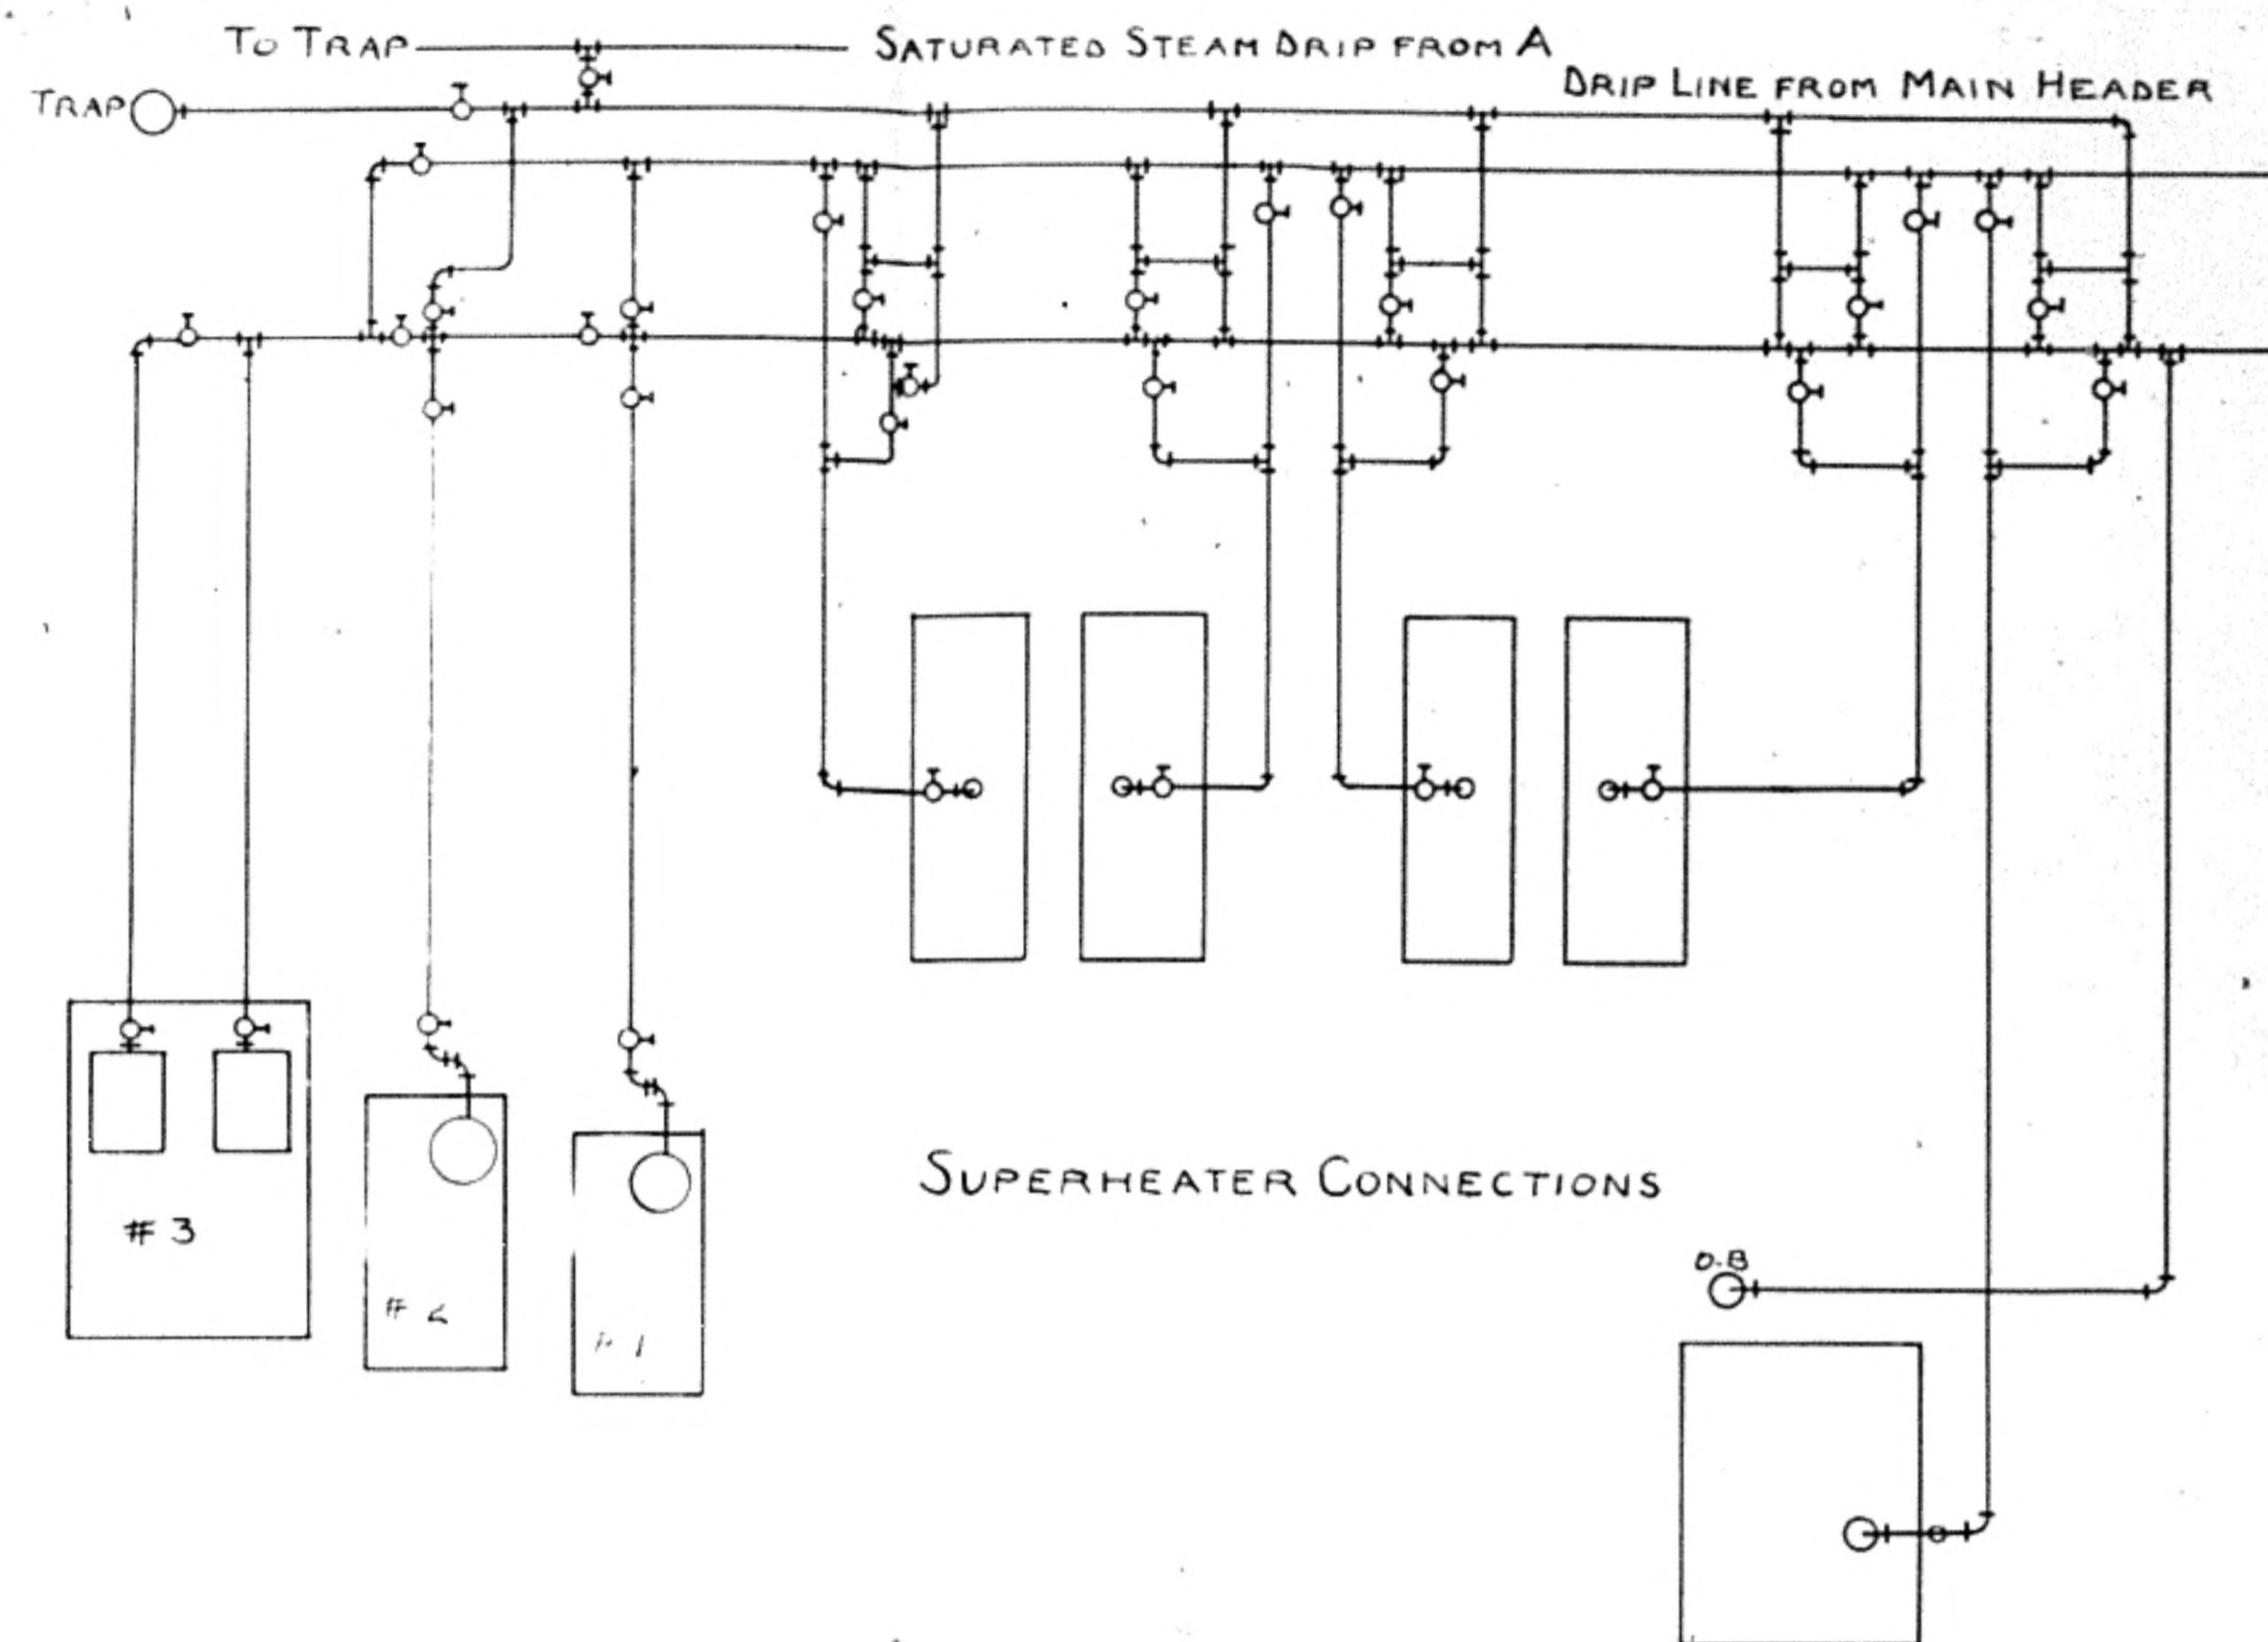 TO TRAP
SATURATED STEAM DRIP FROM A
TRAP
DRIP LINE FROM MAIN HEADER
SUPERHEATER CONNECTIONS
# 3
# 2
# 1
O.B